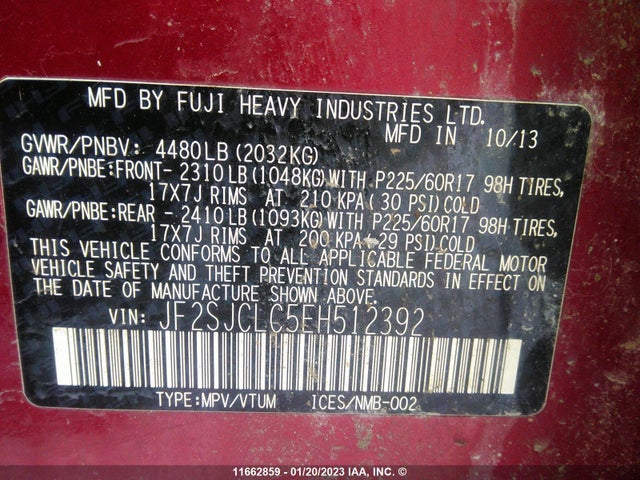 MFD BY FUJI HEAVY INDUSTRIES LTD.
MFD IN 10/13
GVWR/PNBV: 4480LB (2032KG)
GAWR/PNBE:FRONT- 2310 LB (1048KG) WITH P225/60R17 98H TIRES,
17X7J RIMS AT 210 KPA ( 30 PSI) COLD
GAWR/PNBE:REAR - 2410 LB (1093KG) WITH P225/60R17 98H TIRES,
17X7J RIMS AT 200 KPA 29 PSI) COLD
THIS VEHICLE CONFORMS TO ALL APPLICABLE FEDERAL MOTOR
VEHICLE SAFETY AND THEFT PREVENTION STANDARDS IN EFFECT ON
THE DATE OF MANUFACTURE SHOWN ABOVE.
VIN: JF2SJCLC5EH512392
TYPE:MPV/VTUM ICES/NMB-002
11662859 - 01/20/2023 IAA, INC. ©